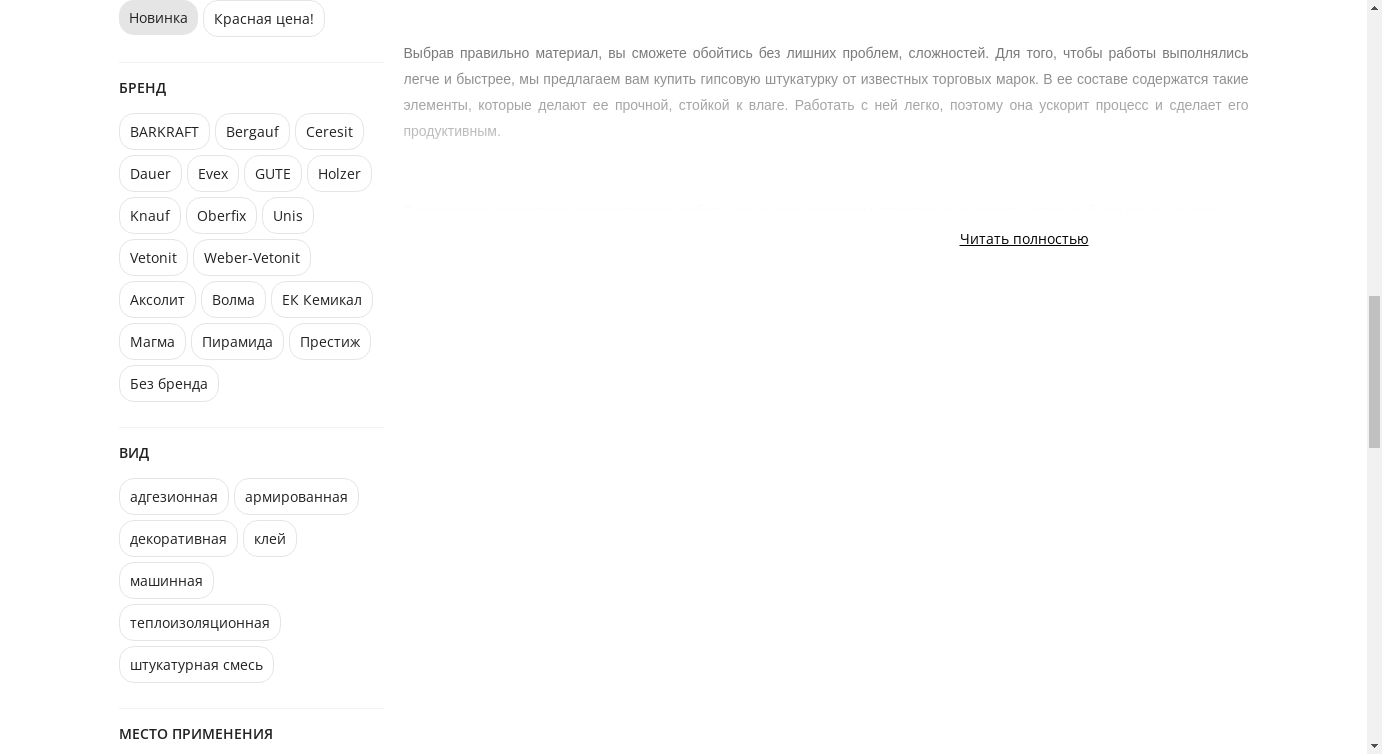 Новинка Красная цена!
БРЕНД
BARKRAFT Bergauf Ceresit
Dauer Evex GUTE Holzer
Knauf Oberfix Unis
Vetonit Weber-Vetonit
Аксолит Волма ЕК Кемикал
Магма Пирамида Престиж
Без бренда
ВИД
адгезионная армированная
декоративная клей
машинная
теплоизоляционная
штукатурная смесь
МЕСТО ПРИМЕНЕНИЯ
Выбрав правильно материал, вы сможете обойтись без лишних проблем, сложностей. Для того, чтобы работы выполнялись
легче и быстрее, мы предлагаем вам купить гипсовую штукатурку от известных торговых марок. В ее составе содержатся такие
элементы, которые делают ее прочной, стойкой к влаге. Работать с ней легко, поэтому она ускорит процесс и сделает его
продуктивным.
Читать полностью